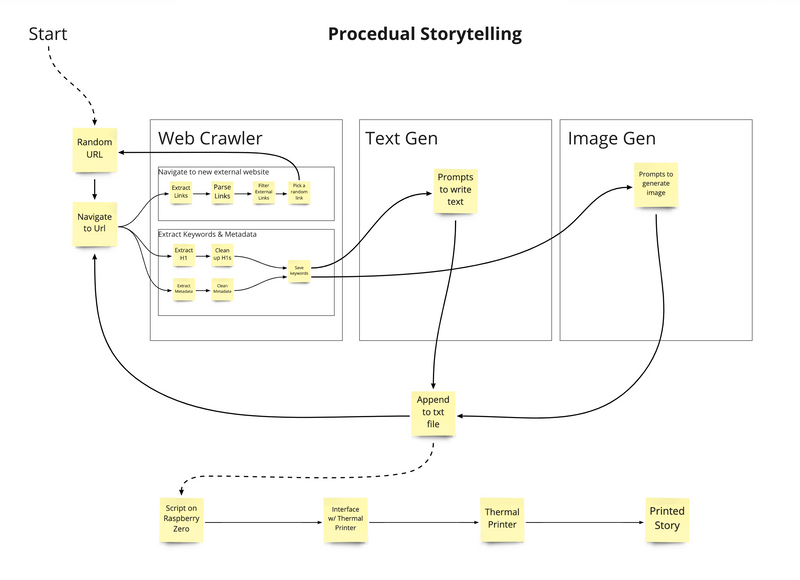 Start
Procedual Storytelling
Random
URL
Navigate
to Url
Web Crawler
Navigate to new external website
Extract
Links
Parse
Links
Filter
External
Links
Pick a
random
link
Extract Keywords & Metadata
Extract
H1
Clean
up H1s
Extract
Metadata
Clean
Metadata
Save
keywords
Text Gen
Prompts
to write
text
Image Gen
Prompts to
generate
image
Append
to txt
file
Script on
Raspberry
Zero
Interface
w/ Thermal
Printer
Thermal
Printer
Printed
Story